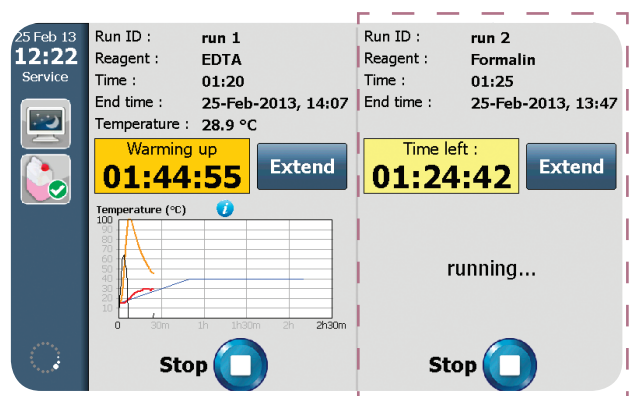 25 Feb 13
12:22
Service
Run ID : run 1
Reagent : EDTA
Time : 01:20
End time : 25-Feb-2013, 14:07
Temperature : 28.9 °C
Warming up
01:44:55
Extend
Temperature (°C) i
100
90
80
70
60
50
40
30
20
10
0 30m 1h 1h30m 2h 2h30m
Stop
Run ID : run 2
Reagent : Formalin
Time : 01:25
End time : 25-Feb-2013, 13:47
Time left :
01:24:42
Extend
running...
Stop